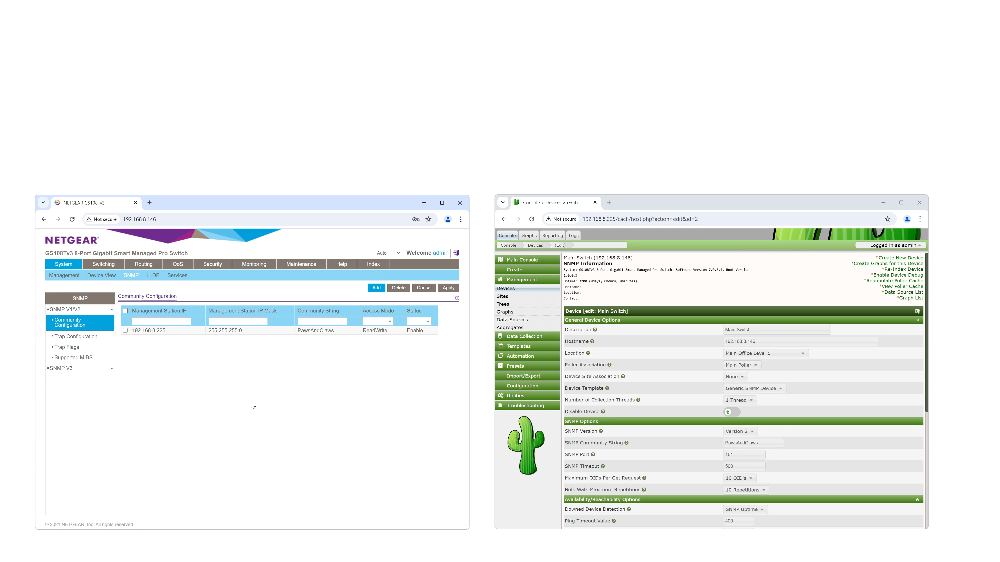 NETGEAR GS108Tv3
Not secure
192.168.8.146
NETGEAR®
GS108Tv3 8-Port Gigabit Smart Managed Pro Switch
Auto
Welcome admin
System
Switching
Routing
QoS
Security
Monitoring
Maintenance
Help
Index
Management
Device View
SNMP
LLDP
Services
Add
Delete
Cancel
Apply
SNMP
SNMP V1/V2
Community
Configuration
Trap Configuration
Trap Flags
Supported MIBS
SNMP V3
Community Configuration
Management Station IP
Management Station IP Mask
Community String
Access Mode
Status
192.168.8.225
255.255.255.0
PawsAndClaws
ReadWrite
Enable
© 2021 NETGEAR, Inc. All rights reserved.
Console > Devices > (Edit)
Not secure
192.168.8.225/cacti/host.php?action=edit&id=2
Console
Graphs
Reporting
Logs
Console
Devices
(Edit)
Logged in as admin
Main Console
Create
Management
Devices
Sites
Trees
Graphs
Data Sources
Aggregates
Data Collection
Templates
Automation
Presets
Import/Export
Configuration
Utilities
Troubleshooting
Main Switch (192.168.8.146)
SNMP Information
System: GS108Tv3 8-Port Gigabit Smart Managed Pro Switch, Software Version 7.0.8.4, Boot Version
1.0.0.5
Uptime: 3200 (0days, 0hours, 0minutes)
Hostname:
Location:
Contact:
*Create New Device
*Create Graphs for this Device
*Re-Index Device
*Enable Device Debug
*Repopulate Poller Cache
*View Poller Cache
*Data Source List
*Graph List
Device [edit: Main Switch]
General Device Options
Description
Main Switch
Hostname
192.168.8.146
Location
Main Office Level 1
Poller Association
Main Poller
Device Site Association
None
Device Template
Generic SNMP Device
Number of Collection Threads
1 Thread
Disable Device
SNMP Options
SNMP Version
Version 2
SNMP Community String
PawsAndClaws
SNMP Port
161
SNMP Timeout
500
Maximum OIDs Per Get Request
10 OID's
Bulk Walk Maximum Repetitions
10 Repetitions
Availability/Reachability Options
Downed Device Detection
SNMP Uptime
Ping Timeout Value
400